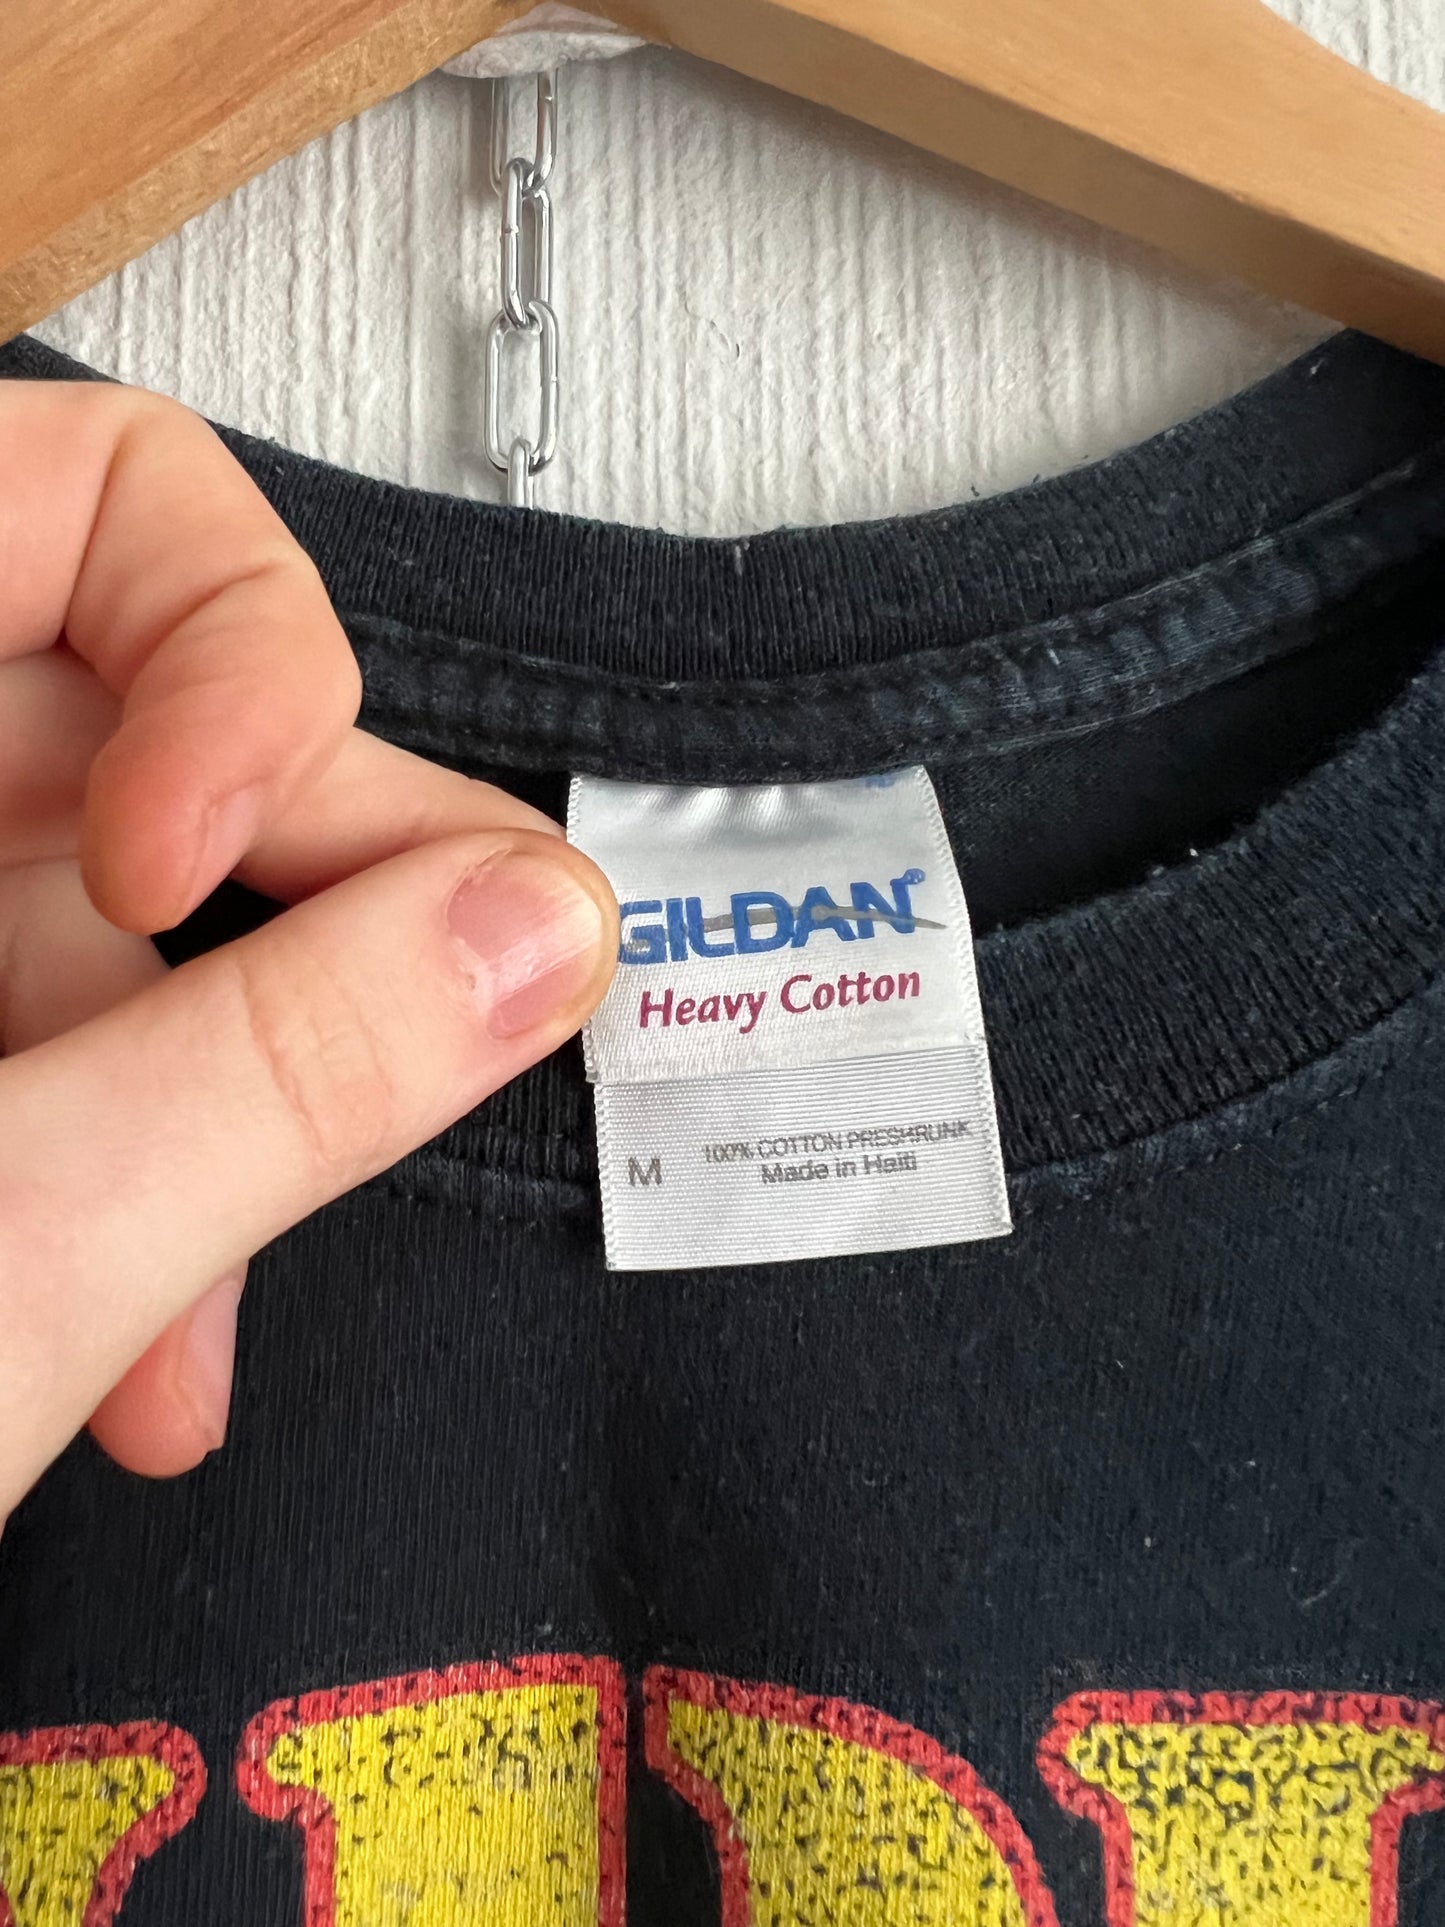 GILDAN®
Heavy Cotton
M
100% COTTON PRESHRUNK
Made in Haiti